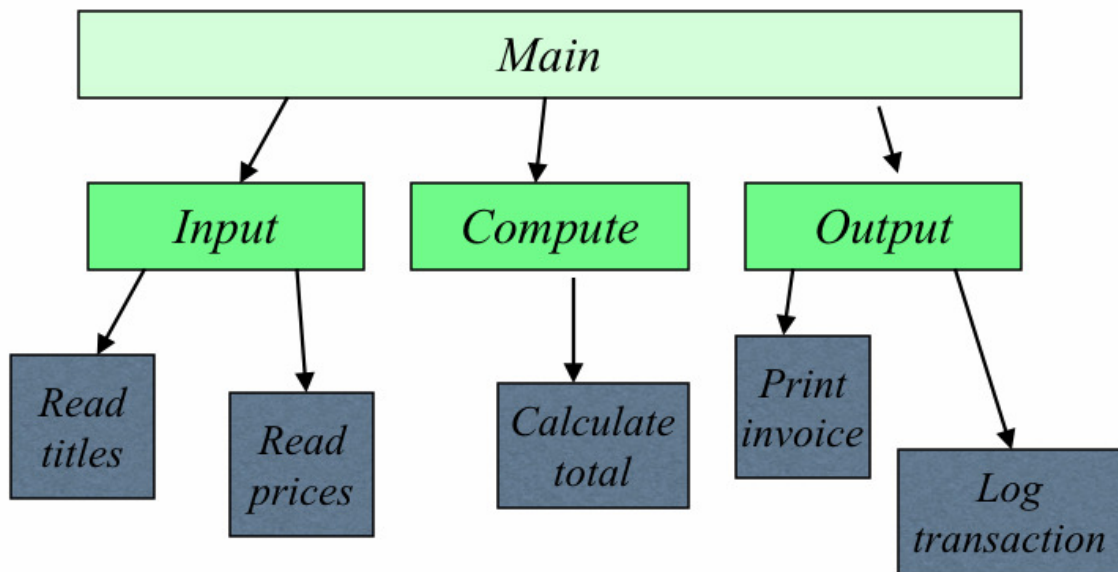 Main
Input
Compute
Output
Read
titles
Read
prices
Calculate
total
Print
invoice
Log
transaction